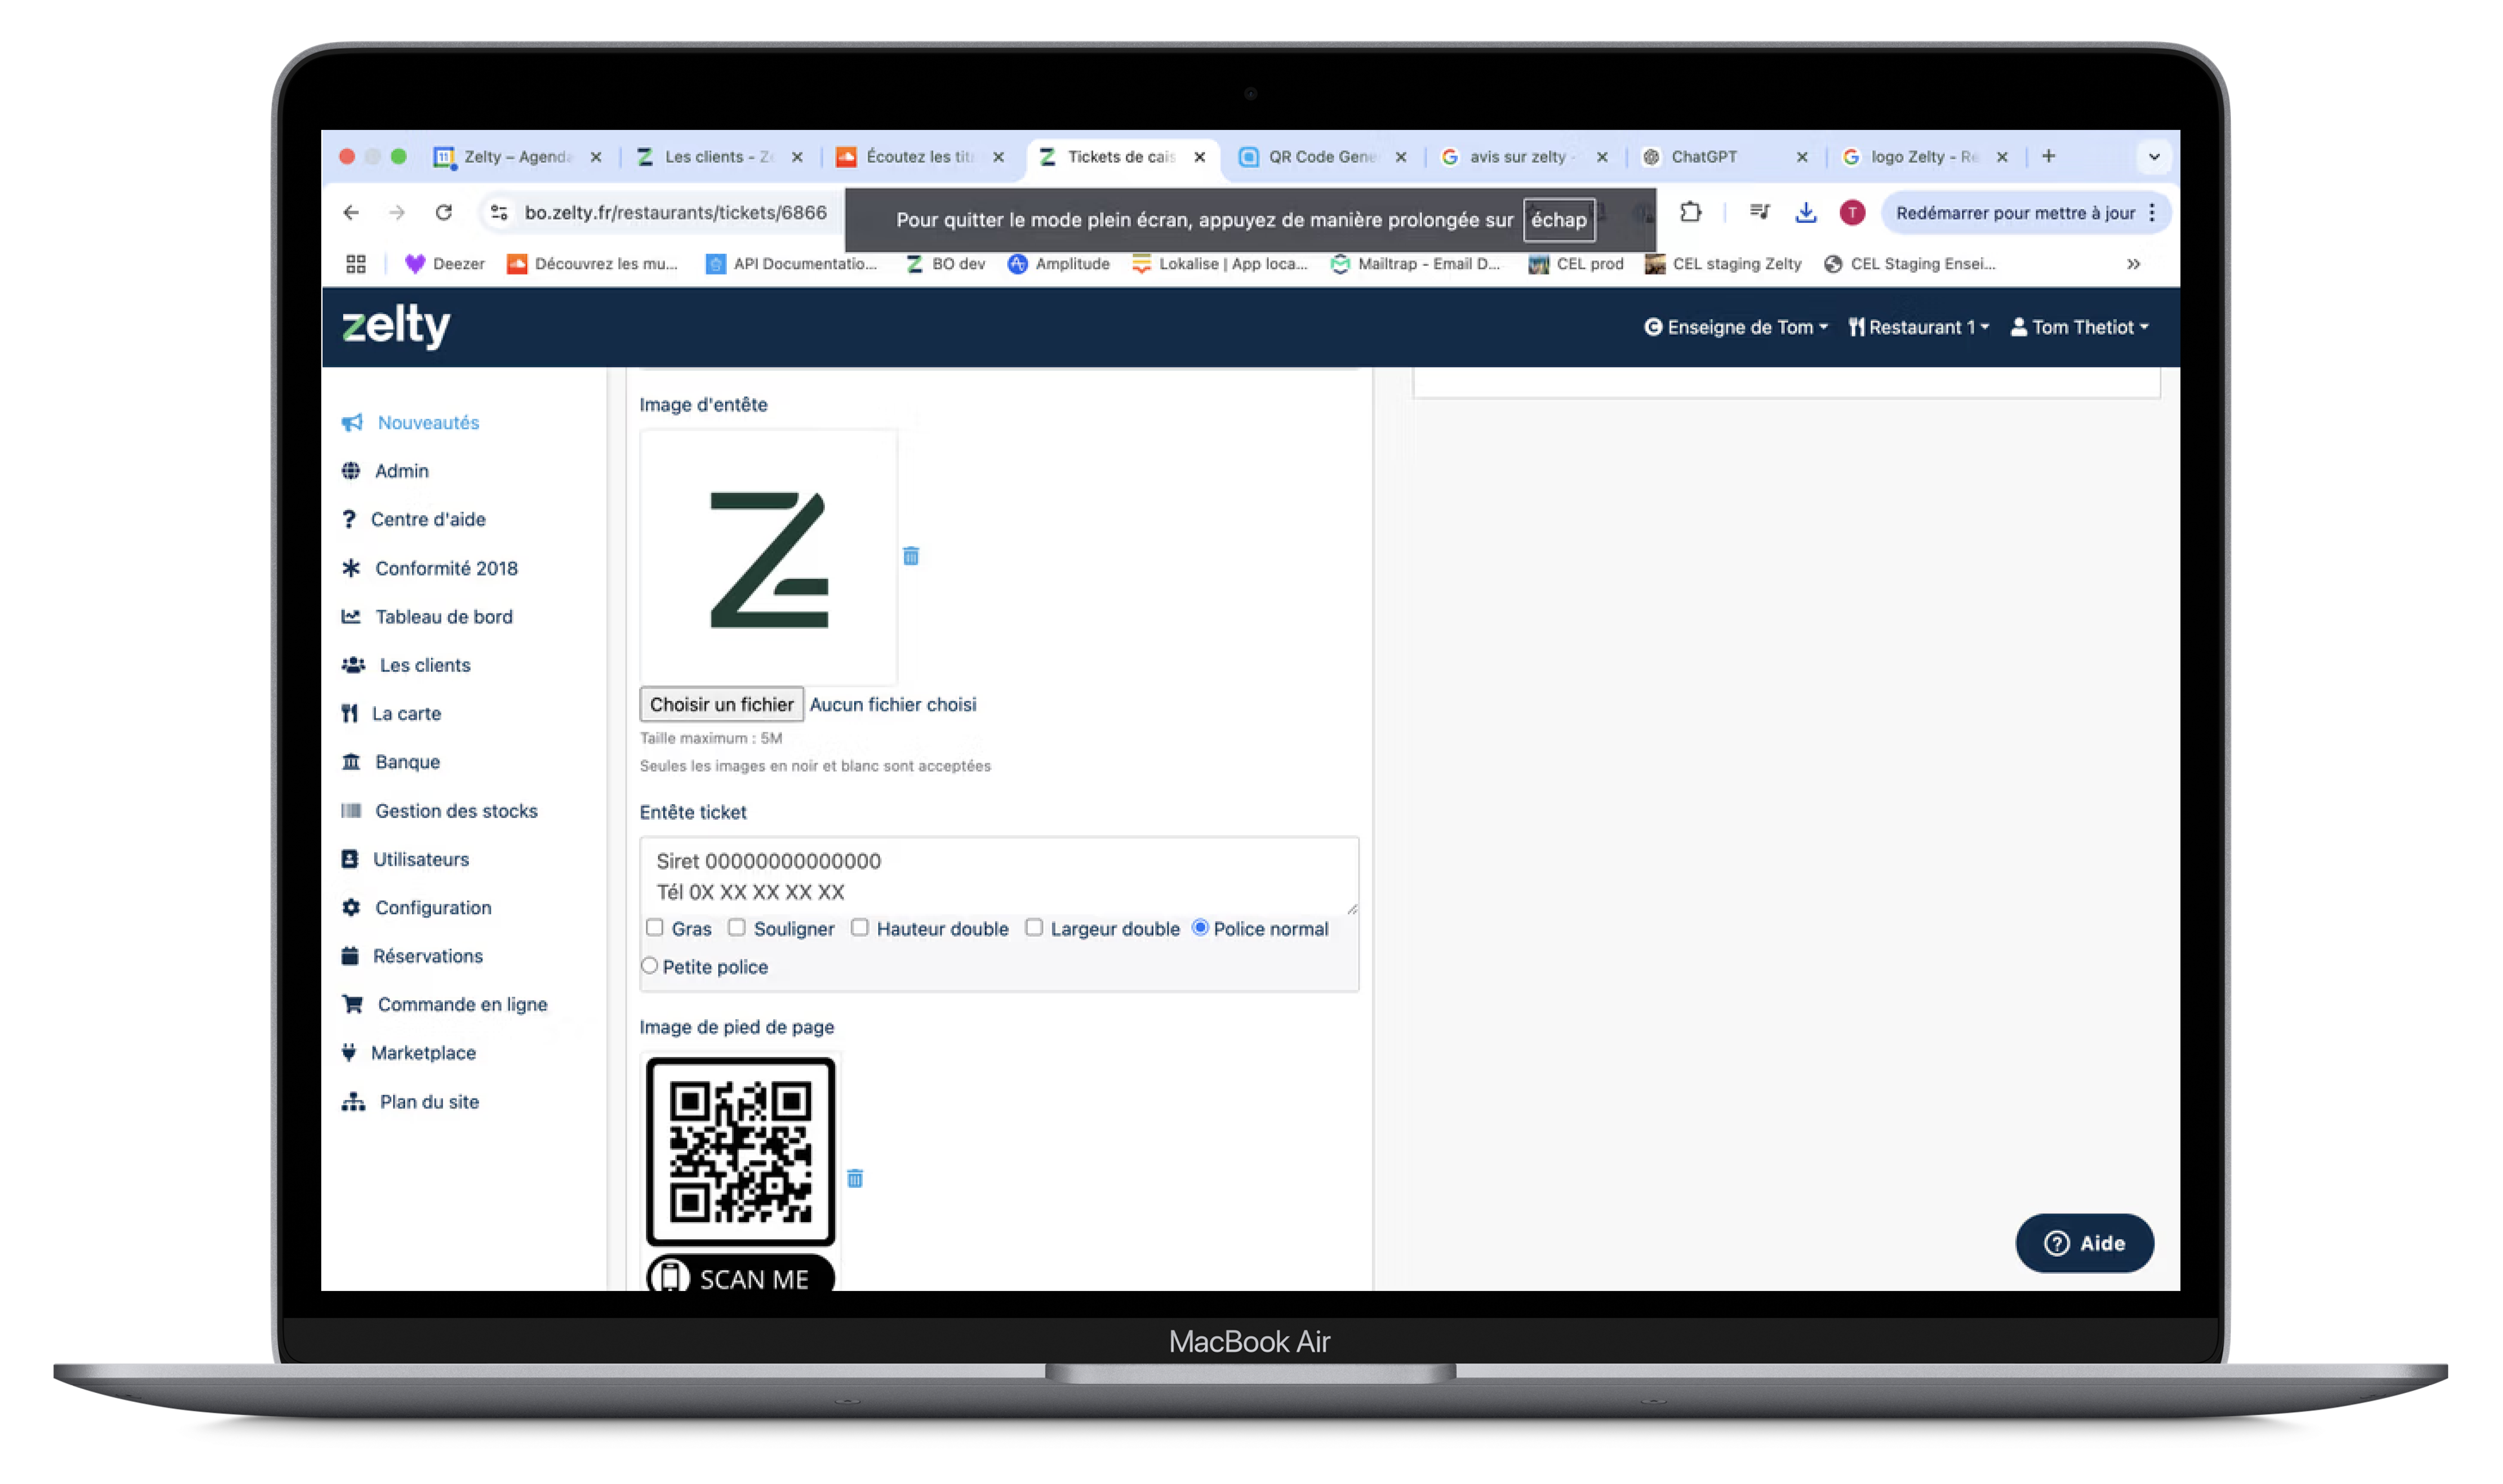 Zelty – Agenda
Les clients - Ze
Écoutez les tit
Tickets de cais
QR Code Gene
avis sur zelty -
ChatGPT
logo Zelty - Re
bo.zelty.fr/restaurants/tickets/6866
Pour quitter le mode plein écran, appuyez de manière prolongée sur échap
T
Redémarrer pour mettre à jour
Deezer
Découvrez les mu...
API Documentatio...
BO dev
Amplitude
Lokalise | App loca...
Mailtrap - Email D...
CEL prod
CEL staging Zelty
CEL Staging Ensei...
zelty
Enseigne de Tom
Restaurant 1
Tom Thetiot
Nouveautés
Admin
Centre d'aide
Conformité 2018
Tableau de bord
Les clients
La carte
Banque
Gestion des stocks
Utilisateurs
Configuration
Réservations
Commande en ligne
Marketplace
Plan du site
Image d'entête
Choisir un fichier Aucun fichier choisi
Taille maximum : 5M
Seules les images en noir et blanc sont acceptées
Entête ticket
Siret 00000000000000
Tél 0X XX XX XX XX
Gras Souligner Hauteur double Largeur double Police normal
Petite police
Image de pied de page
SCAN ME
Aide
MacBook Air